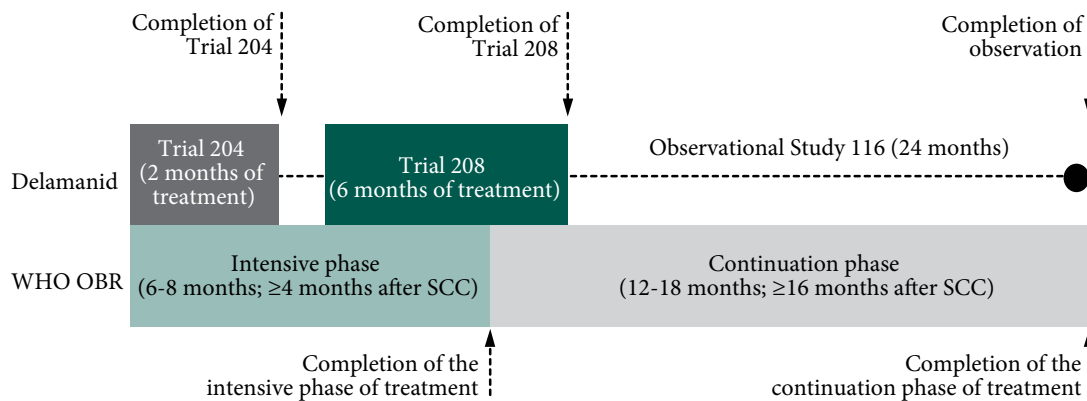 Completion of
Trial 204
Completion of
Trial 208
Completion of
observation
Delamanid
Trial 204
(2 months of
treatment)
Trial 208
(6 months of treatment)
Observational Study 116 (24 months)
WHO OBR
Intensive phase
(6-8 months; ≥4 months after SCC)
Continuation phase
(12-18 months; ≥16 months after SCC)
Completion of the
intensive phase of treatment
Completion of the
continuation phase of treatment